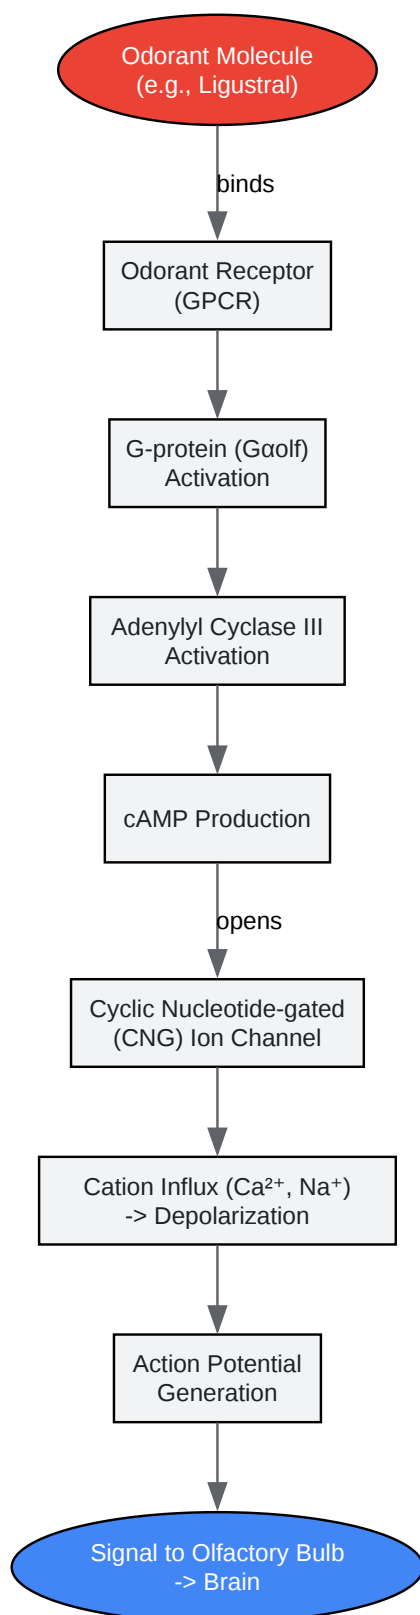 Odorant Molecule
(e.g., Ligustral)
binds
Odorant Receptor
(GPCR)
G-protein (Gαolf)
Activation
Adenylyl Cyclase III
Activation
cAMP Production
opens
Cyclic Nucleotide-gated
(CNG) Ion Channel
Cation Influx (Ca²⁺, Na⁺)
-> Depolarization
Action Potential
Generation
Signal to Olfactory Bulb
-> Brain